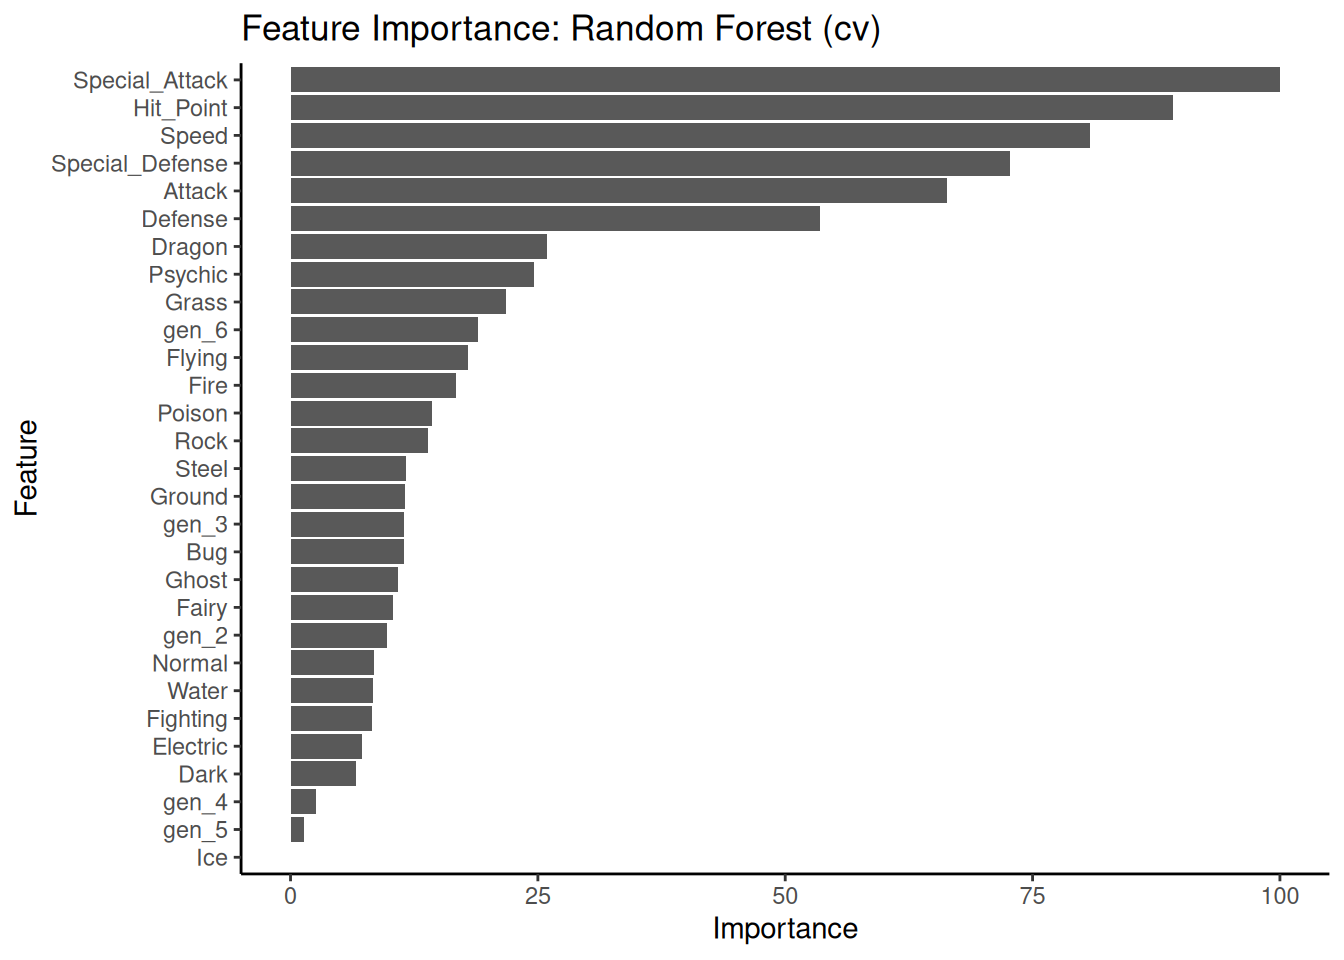 Feature Importance: Random Forest (cv)
Special_Attack
Hit_Point
Speed
Special_Defense
Attack
Defense
Dragon
Psychic
Grass
gen_6
Flying
Fire
Poison
Rock
Steel
Ground
gen_3
Bug
Ghost
Fairy
gen_2
Normal
Water
Fighting
Electric
Dark
gen_4
gen_5
Ice
Feature
0 25 50 75 100
Importance